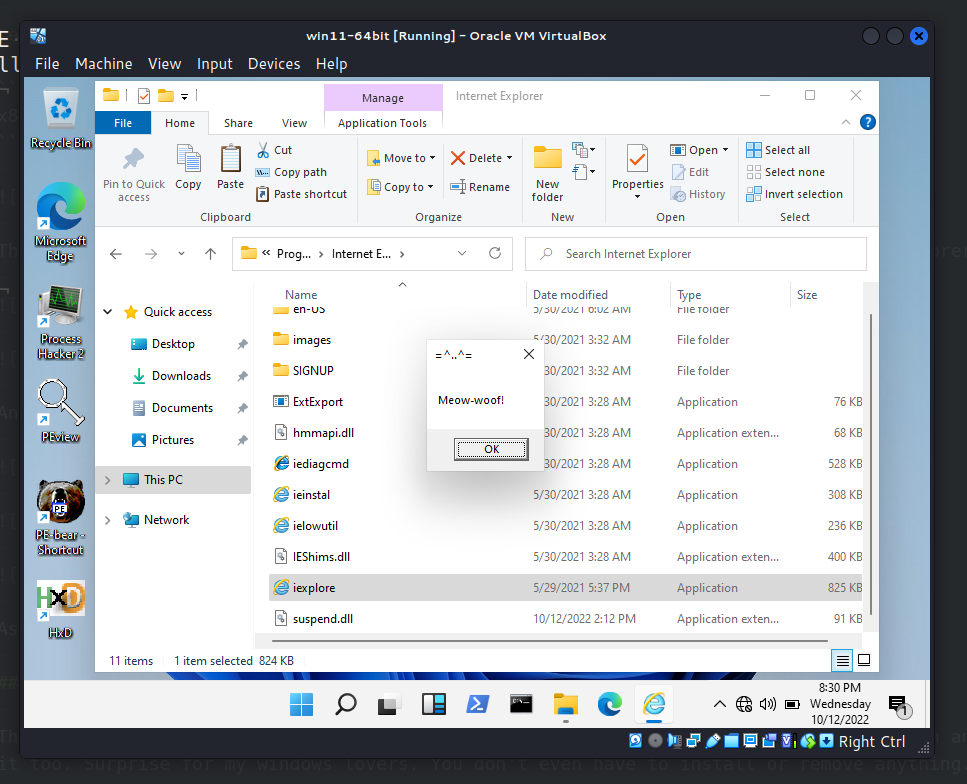 win11-64bit [Running] - Oracle VM VirtualBox
File Machine View Input Devices Help
Recycle Bin
Microsoft Edge
Process Hacker 2
PEview
PE
PE-bear - Shortcut
HxD
HxD
Manage
Internet Explorer
File Home Share View Application Tools
Pin to Quick access
Copy
Paste
Cut
Copy path
Paste shortcut
Clipboard
Move to
Copy to
Delete
Rename
Organize
New folder
New
Properties
Open
Edit
History
Open
Select all
Select none
Invert selection
Select
« Prog... › Internet E... ›
Search Internet Explorer
Quick access
Desktop
Downloads
Documents
Pictures
This PC
Network
Name Date modified Type Size
en-US 5/30/2021 6:02 AM File folder
images 5/30/2021 3:32 AM File folder
SIGNUP 5/30/2021 3:32 AM File folder
ExtExport 5/30/2021 3:28 AM Application 76 KB
hmmapi.dll 5/30/2021 3:28 AM Application exten... 68 KB
iediagcmd 5/30/2021 3:28 AM Application 528 KB
ieinstal 5/30/2021 3:28 AM Application 308 KB
ielowutil 5/30/2021 3:28 AM Application 236 KB
IEShims.dll 5/30/2021 3:28 AM Application exten... 400 KB
iexplore 5/29/2021 5:37 PM Application 825 KB
suspend.dll 10/12/2022 2:12 PM Application exten... 91 KB
=^..^=
Meow-woof!
OK
11 items 1 item selected 824 KB
8:30 PM
Wednesday
10/12/2022
1
Right Ctrl
it too. Surprise for my windows lovers. You don't even have to install or remove anything